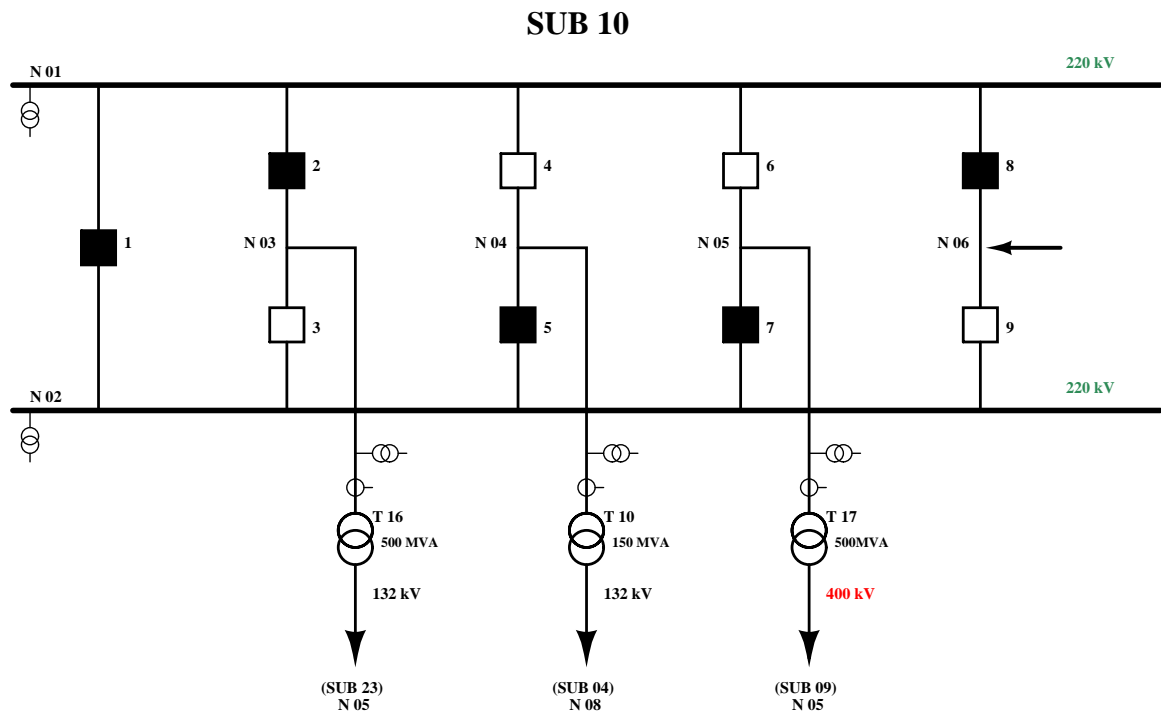 SUB 10
N 01
220 kV
2
4
6
8
1
N 03
N 04
N 05
N 06
3
5
7
9
N 02
220 kV
T 16
500 MVA
T 10
150 MVA
T 17
500MVA
132 kV
132 kV
400 kV
(SUB 23)
N 05
(SUB 04)
N 08
(SUB 09)
N 05